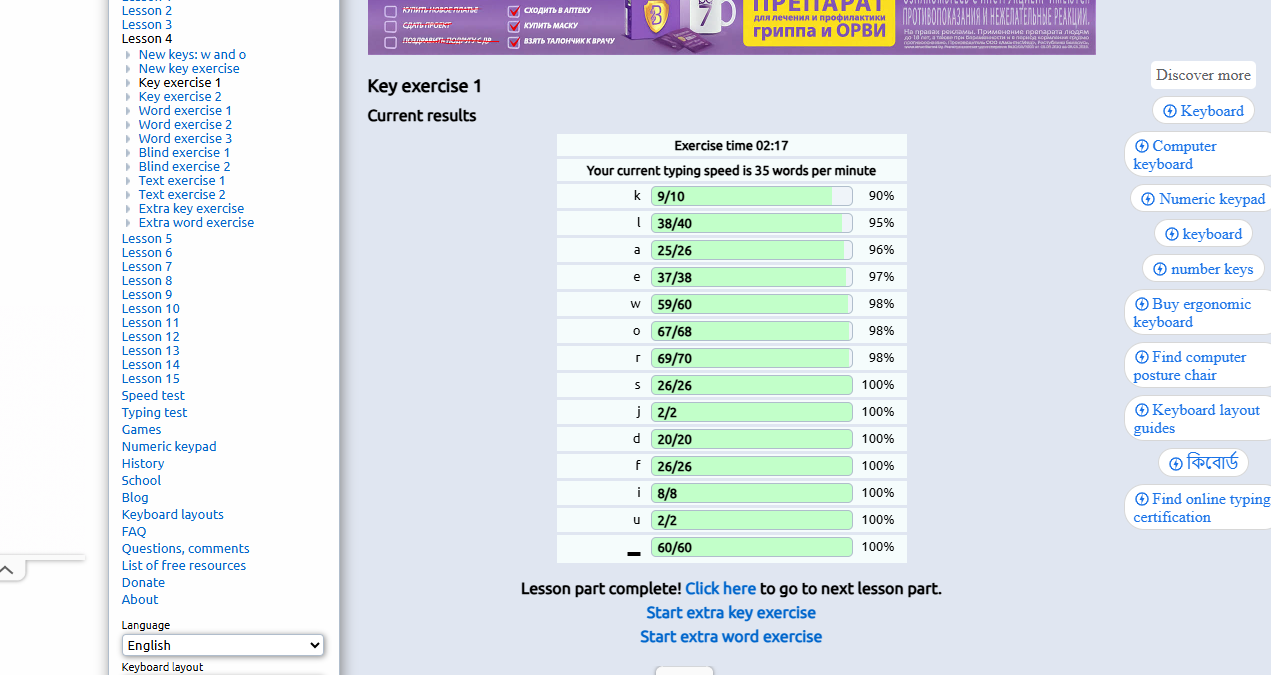 Lesson 2
Lesson 3
Lesson 4
New keys: w and o
New key exercise
Key exercise 1
Key exercise 2
Word exercise 1
Word exercise 2
Word exercise 3
Blind exercise 1
Blind exercise 2
Text exercise 1
Text exercise 2
Extra key exercise
Extra word exercise
Lesson 5
Lesson 6
Lesson 7
Lesson 8
Lesson 9
Lesson 10
Lesson 11
Lesson 12
Lesson 13
Lesson 14
Lesson 15
Speed test
Typing test
Games
Numeric keypad
History
School
Blog
Keyboard layouts
FAQ
Questions, comments
List of free resources
Donate
About
Language
English
Keyboard layout
КУПИТЬ НОВОЕ ПЛАТЬЕ
СДАТЬ ПРОЕКТ
ПОЗДРАВИТЬ ПОДРУГУ С ДР
СХОДИТЬ В АПТЕКУ
КУПИТЬ МАСКУ
ВЗЯТЬ ТАЛОНЧИК К ВРАЧУ
7
ПРЕПАРАТ
для лечения и профилактики
гриппа и ОРВИ
ПРОТИВОПОКАЗАНИЯ И НЕЖЕЛАТЕЛЬНЫЕ РЕАКЦИИ.
Key exercise 1
Current results
Exercise time 02:17
Your current typing speed is 35 words per minute
k 9/10 90%
l 38/40 95%
a 25/26 96%
e 37/38 97%
w 59/60 98%
o 67/68 98%
r 69/70 98%
s 26/26 100%
j 2/2 100%
d 20/20 100%
f 26/26 100%
i 8/8 100%
u 2/2 100%
60/60 100%
Lesson part complete! Click here to go to next lesson part.
Start extra key exercise
Start extra word exercise
Discover more
Keyboard
Computer
keyboard
Numeric keypad
keyboard
number keys
Buy ergonomic
keyboard
Find computer
posture chair
Keyboard layout
guides
কিবোর্ড
Find online typing
certification